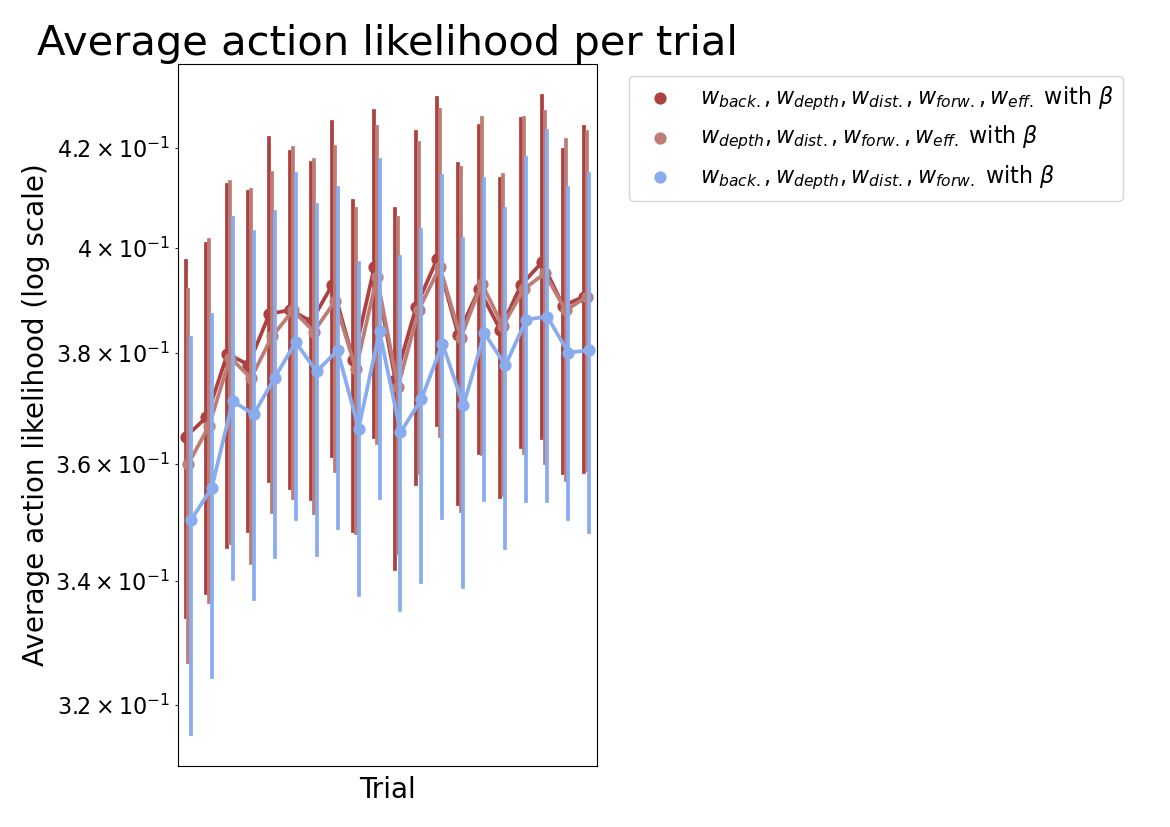 Average action likelihood per trial
w_back., w_depth, w_dist., w_forw., w_eff. with β
w_depth, w_dist., w_forw., w_eff. with β
w_back., w_depth, w_dist., w_forw. with β
Average action likelihood (log scale)
4.2 × 10⁻¹
4 × 10⁻¹
3.8 × 10⁻¹
3.6 × 10⁻¹
3.4 × 10⁻¹
3.2 × 10⁻¹
Trial